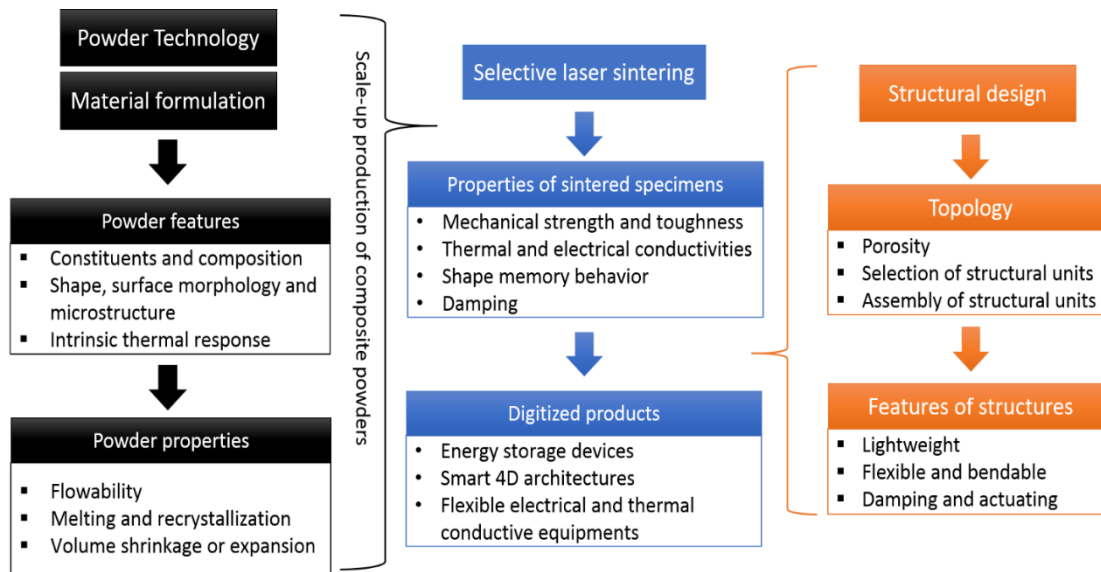 Powder Technology
Material formulation
Powder features
▪ Constituents and composition
▪ Shape, surface morphology and
microstructure
▪ Intrinsic thermal response
Powder properties
▪ Flowability
▪ Melting and recrystallization
▪ Volume shrinkage or expansion
Scale-up production of composite powders
Selective laser sintering
Properties of sintered specimens
• Mechanical strength and toughness
• Thermal and electrical conductivities
• Shape memory behavior
• Damping
Digitized products
• Energy storage devices
• Smart 4D architectures
• Flexible electrical and thermal
conductive equipments
Structural design
Topology
▪ Porosity
▪ Selection of structural units
▪ Assembly of structural units
Features of structures
▪ Lightweight
▪ Flexible and bendable
▪ Damping and actuating